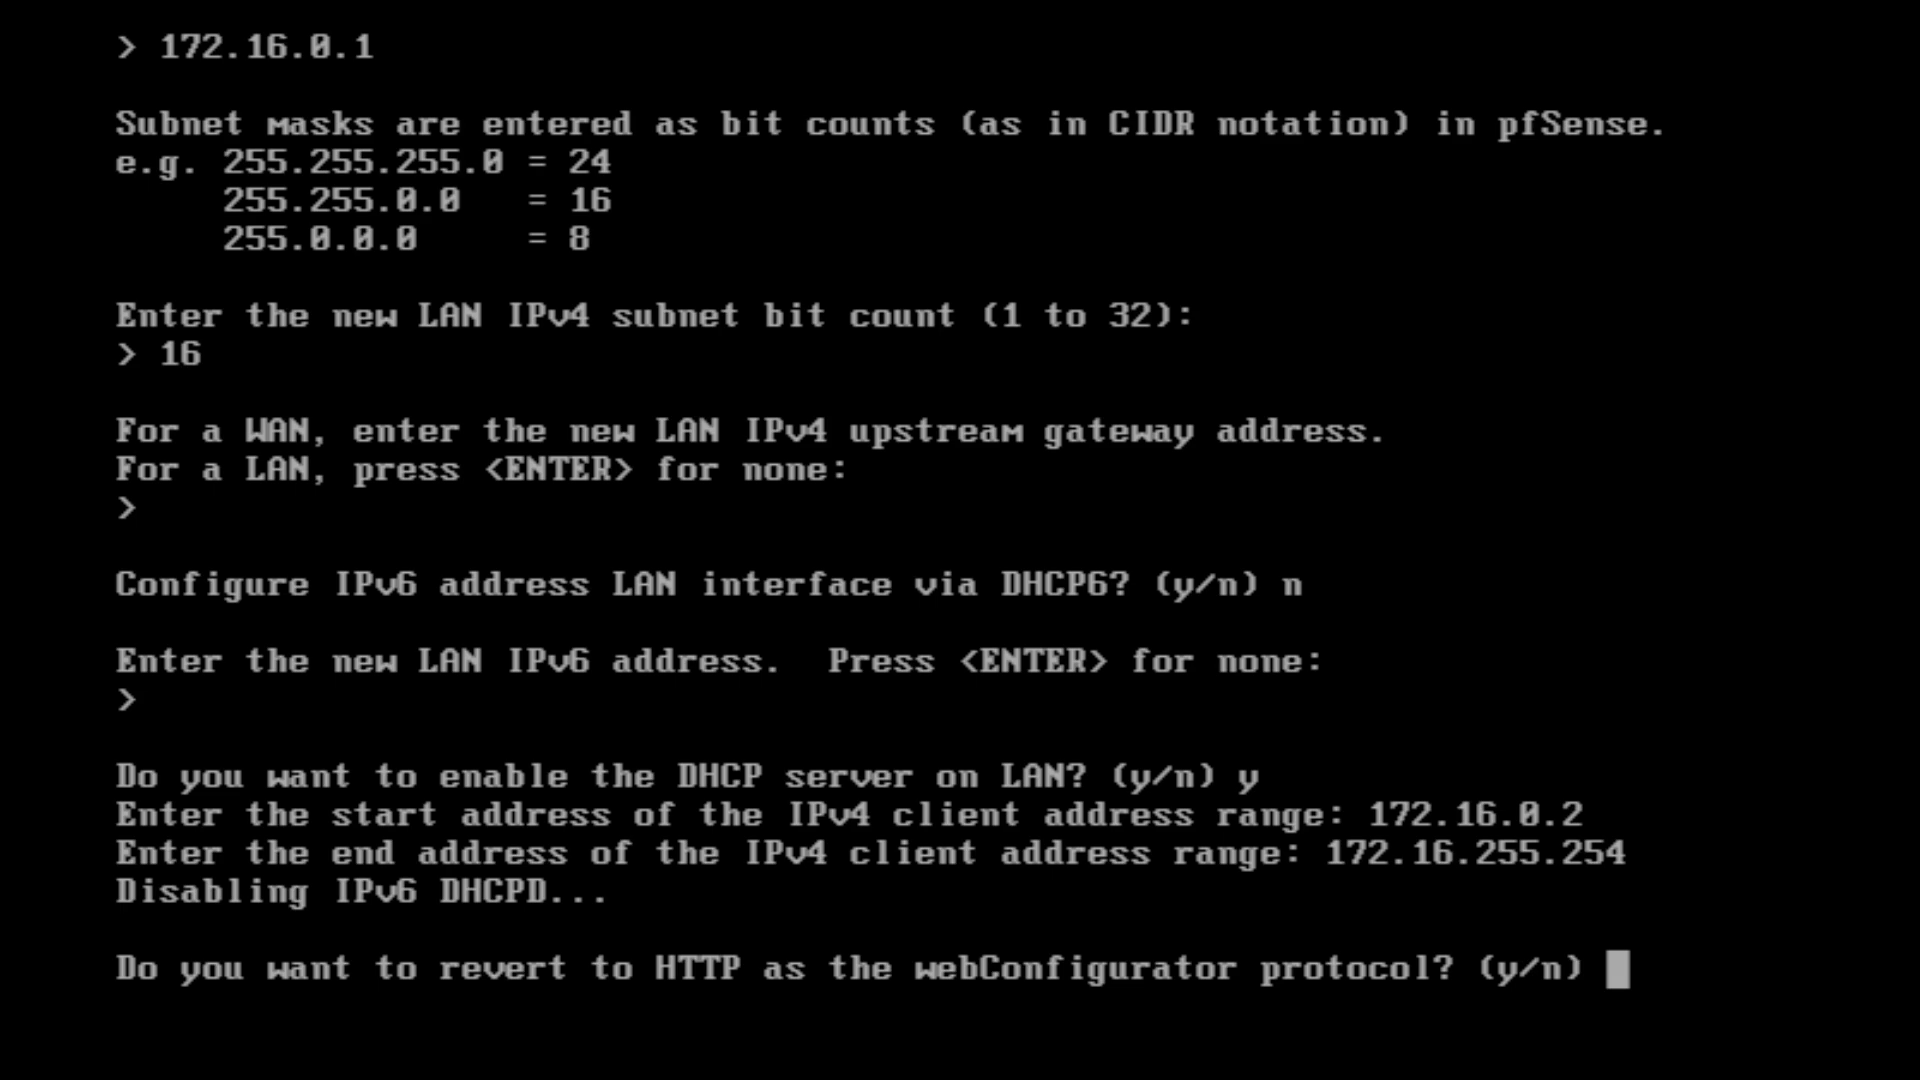 > 172.16.0.1
Subnet masks are entered as bit counts (as in CIDR notation) in pfSense.
e.g. 255.255.255.0 = 24
255.255.0.0 = 16
255.0.0.0 = 8
Enter the new LAN IPv4 subnet bit count (1 to 32):
> 16
For a WAN, enter the new LAN IPv4 upstream gateway address.
For a LAN, press <ENTER> for none:
>
Configure IPv6 address LAN interface via DHCP6? (y/n) n
Enter the new LAN IPv6 address.  Press <ENTER> for none:
>
Do you want to enable the DHCP server on LAN? (y/n) y
Enter the start address of the IPv4 client address range: 172.16.0.2
Enter the end address of the IPv4 client address range: 172.16.255.254
Disabling IPv6 DHCPD...
Do you want to revert to HTTP as the webConfigurator protocol? (y/n)